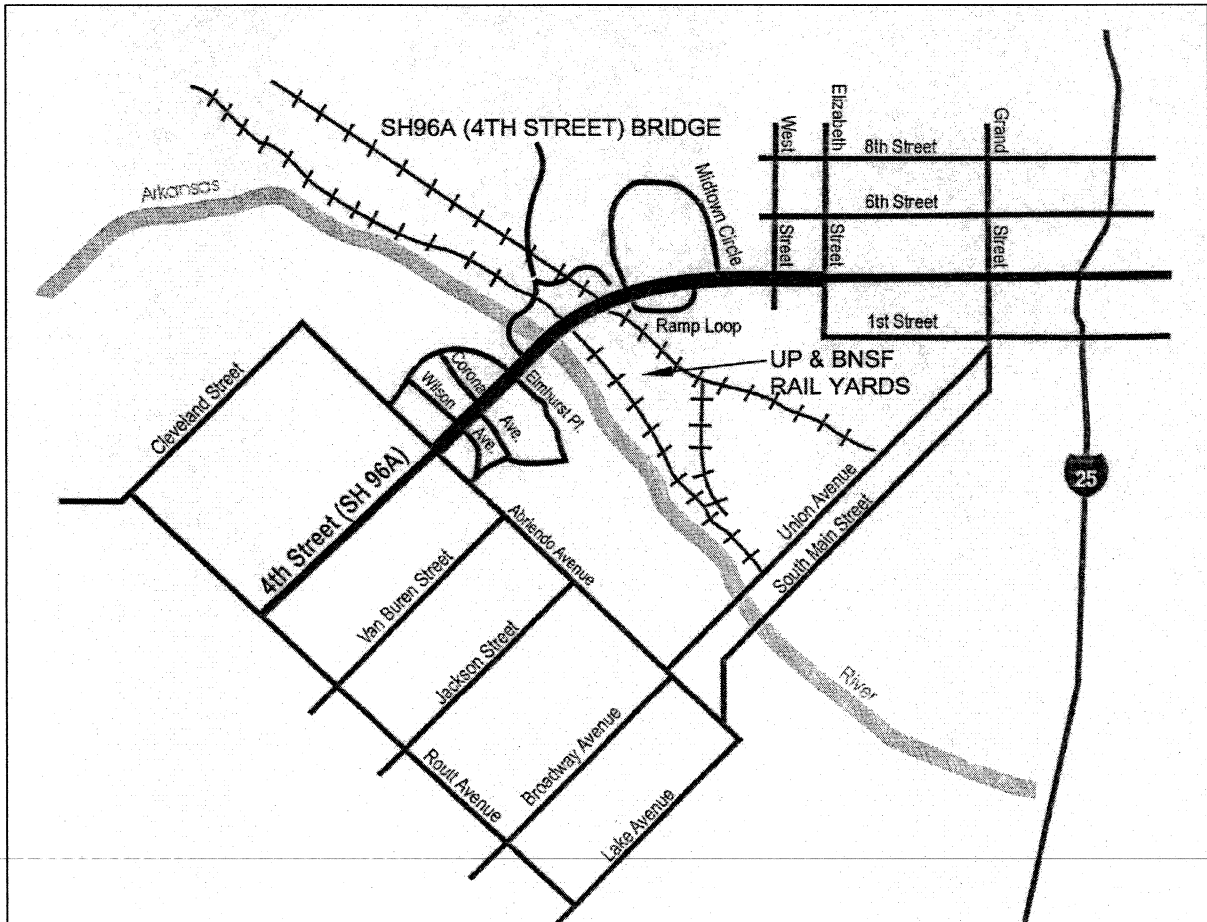 SH96A (4TH STREET) BRIDGE
Arkansas
Midtown Circle
West
Street
Elizabeth
Street
Grand
Street
8th Street
6th Street
1st Street
Ramp Loop
UP & BNSF
RAIL YARDS
Cleveland Street
Wilson
Ave.
Corona
Ave.
Elmhurst Pl.
4th Street (SH 96A)
Abriendo Avenue
Van Buren Street
Jackson Street
Routt Avenue
Broadway Avenue
Lake Avenue
Union Avenue
South Main Street
River
25